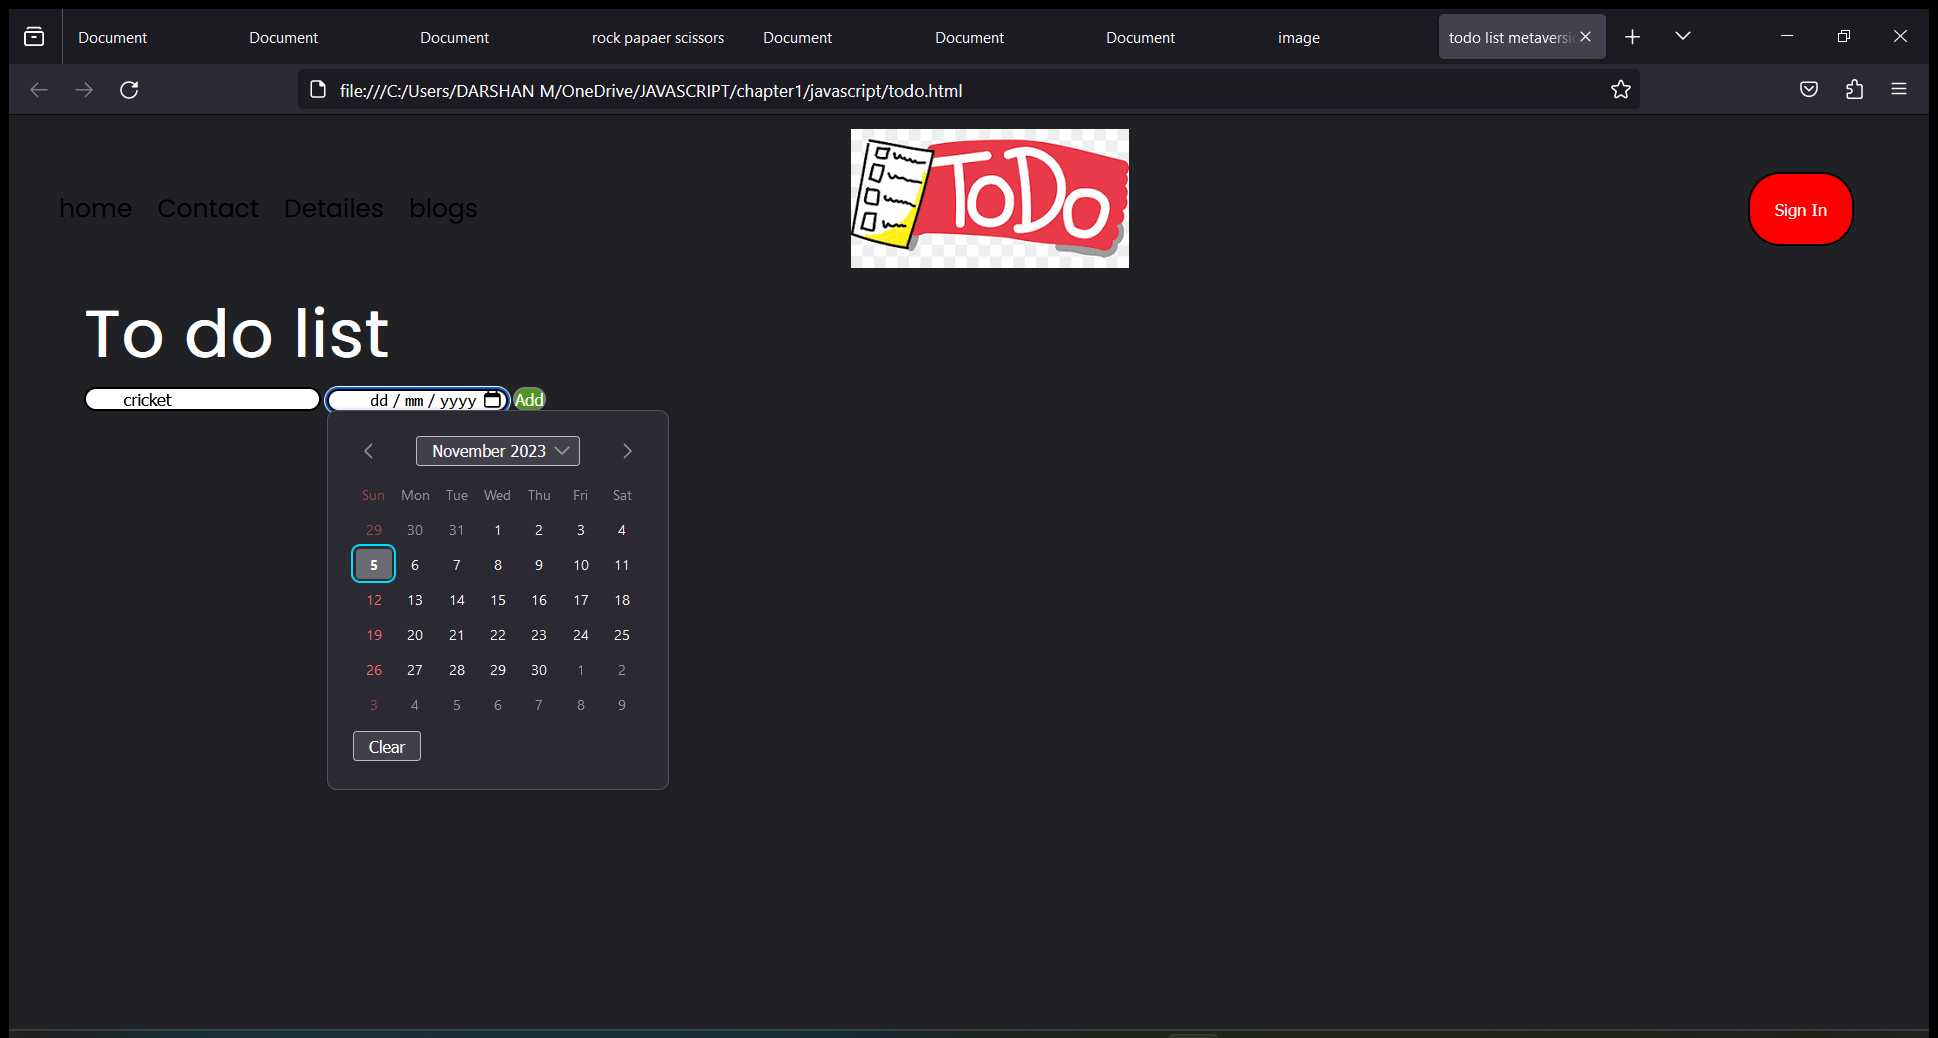 Document Document Document rock papaer scissors Document Document Document image todo list metaversi
file:///C:/Users/DARSHAN M/OneDrive/JAVASCRIPT/chapter1/javascript/todo.html
ToDo
home Contact Detailes blogs
Sign In
To do list
cricket dd / mm / yyyy Add
November 2023
Sun Mon Tue Wed Thu Fri Sat
29 30 31 1 2 3 4
5 6 7 8 9 10 11
12 13 14 15 16 17 18
19 20 21 22 23 24 25
26 27 28 29 30 1 2
3 4 5 6 7 8 9
Clear